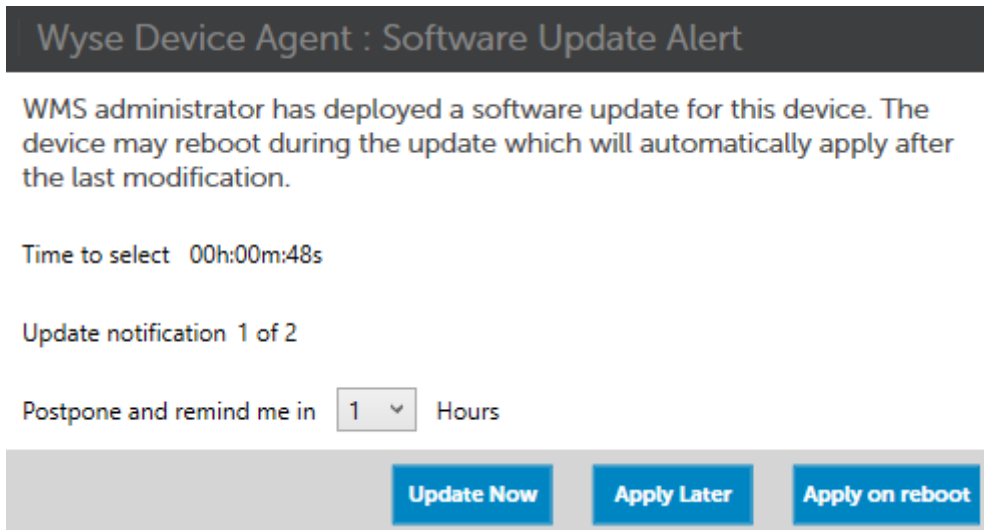 Wyse Device Agent : Software Update Alert
WMS administrator has deployed a software update for this device. The
device may reboot during the update which will automatically apply after
the last modification.
Time to select 00h:00m:48s
Update notification 1 of 2
Postpone and remind me in 1 Hours
Update Now Apply Later Apply on reboot